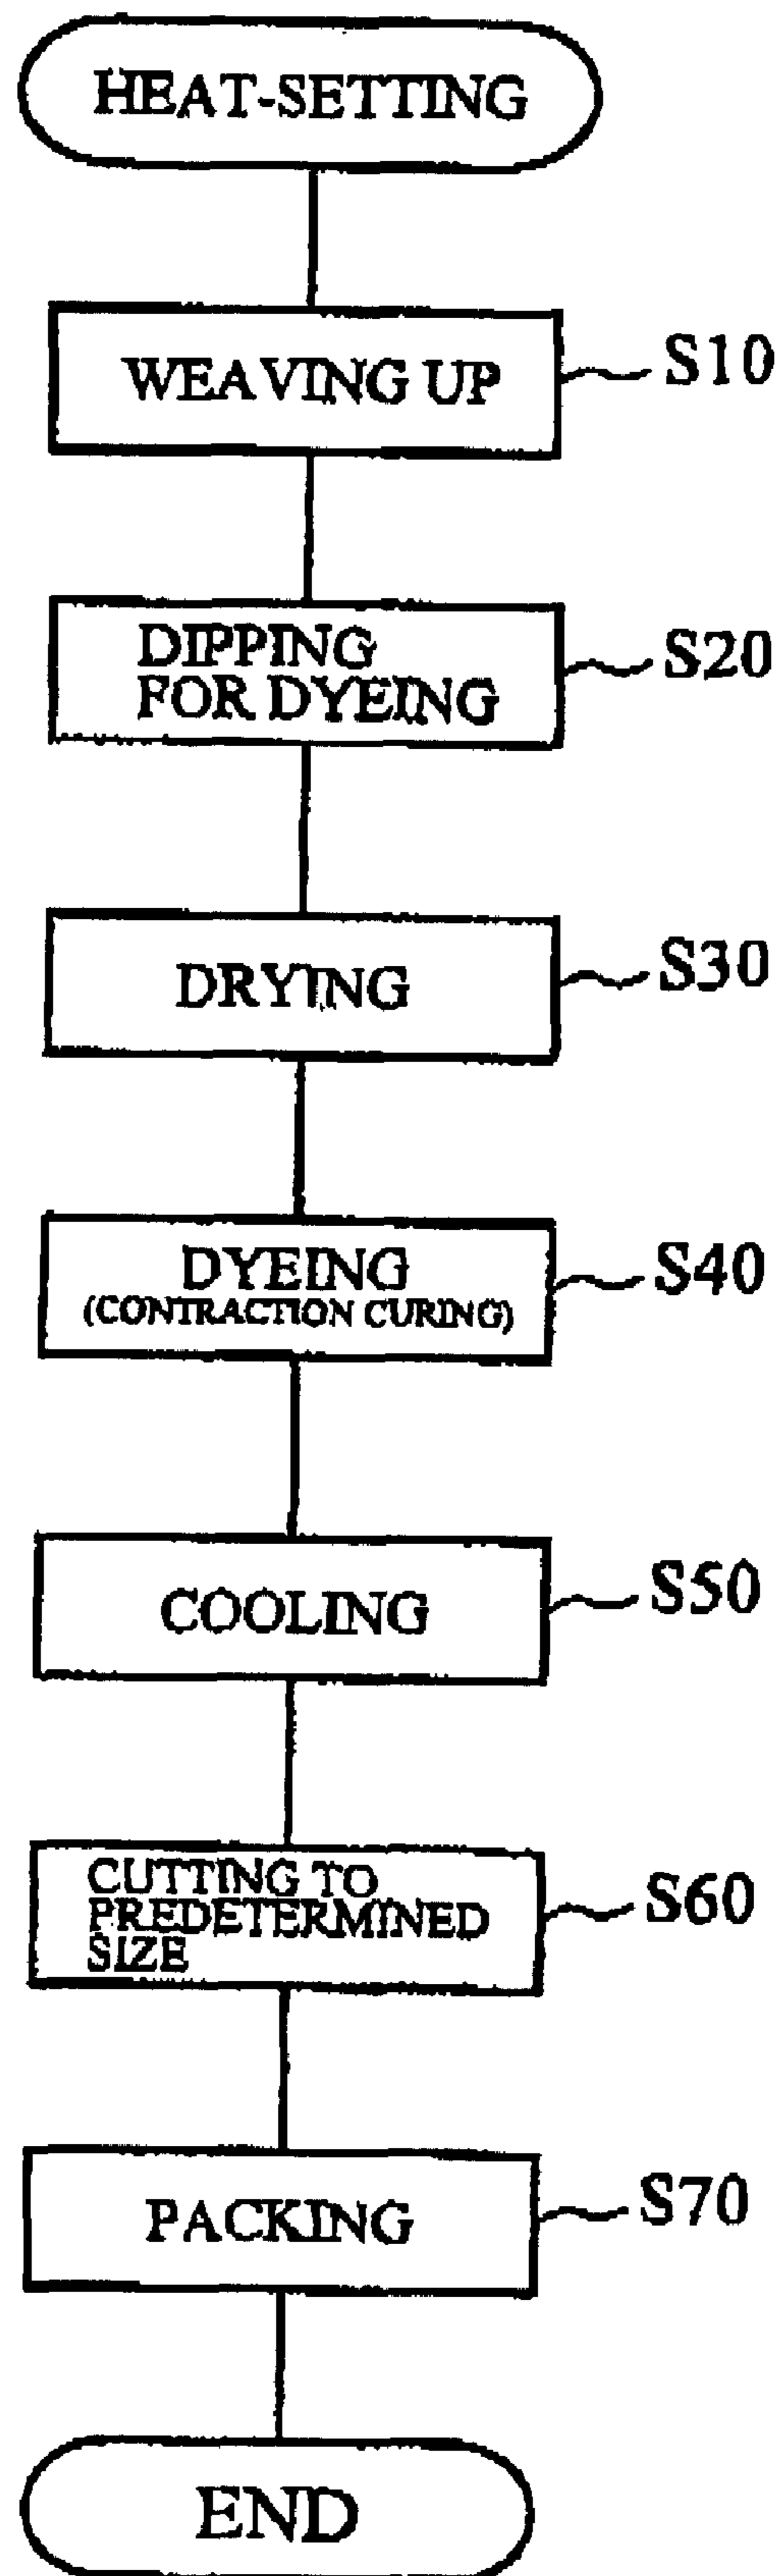 HEAT-SETTING
WEAVING UP
S10
DIPPING
FOR DYEING
S20
DRYING
S30
DYEING
(CONTRACTION CURING)
S40
COOLING
S50
CUTTING TO
PREDETERMINED
SIZE
S60
PACKING
S70
END